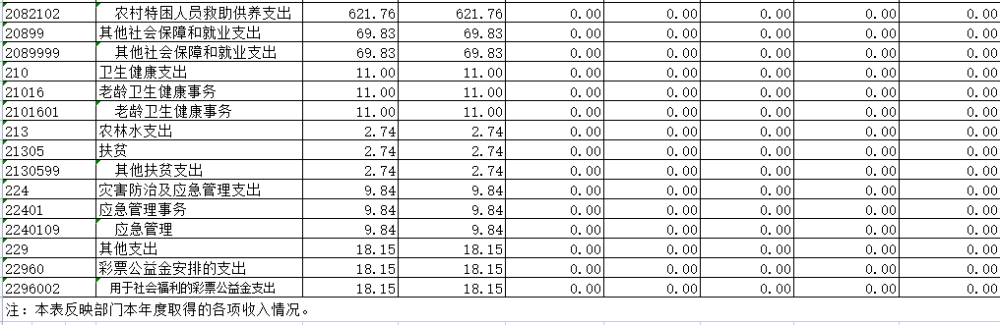 2082102 农村特困人员救助供养支出 621.76 621.76 0.00 0.00 0.00 0.00 0.00
20899 其他社会保障和就业支出 69.83 69.83 0.00 0.00 0.00 0.00 0.00
2089999 其他社会保障和就业支出 69.83 69.83 0.00 0.00 0.00 0.00 0.00
210 卫生健康支出 11.00 11.00 0.00 0.00 0.00 0.00 0.00
21016 老龄卫生健康事务 11.00 11.00 0.00 0.00 0.00 0.00 0.00
2101601 老龄卫生健康事务 11.00 11.00 0.00 0.00 0.00 0.00 0.00
213 农林水支出 2.74 2.74 0.00 0.00 0.00 0.00 0.00
21305 扶贫 2.74 2.74 0.00 0.00 0.00 0.00 0.00
2130599 其他扶贫支出 2.74 2.74 0.00 0.00 0.00 0.00 0.00
224 灾害防治及应急管理支出 9.84 9.84 0.00 0.00 0.00 0.00 0.00
22401 应急管理事务 9.84 9.84 0.00 0.00 0.00 0.00 0.00
2240109 应急管理 9.84 9.84 0.00 0.00 0.00 0.00 0.00
229 其他支出 18.15 18.15 0.00 0.00 0.00 0.00 0.00
22960 彩票公益金安排的支出 18.15 18.15 0.00 0.00 0.00 0.00 0.00
2296002 用于社会福利的彩票公益金支出 18.15 18.15 0.00 0.00 0.00 0.00 0.00
注：本表反映部门本年度取得的各项收入情况。